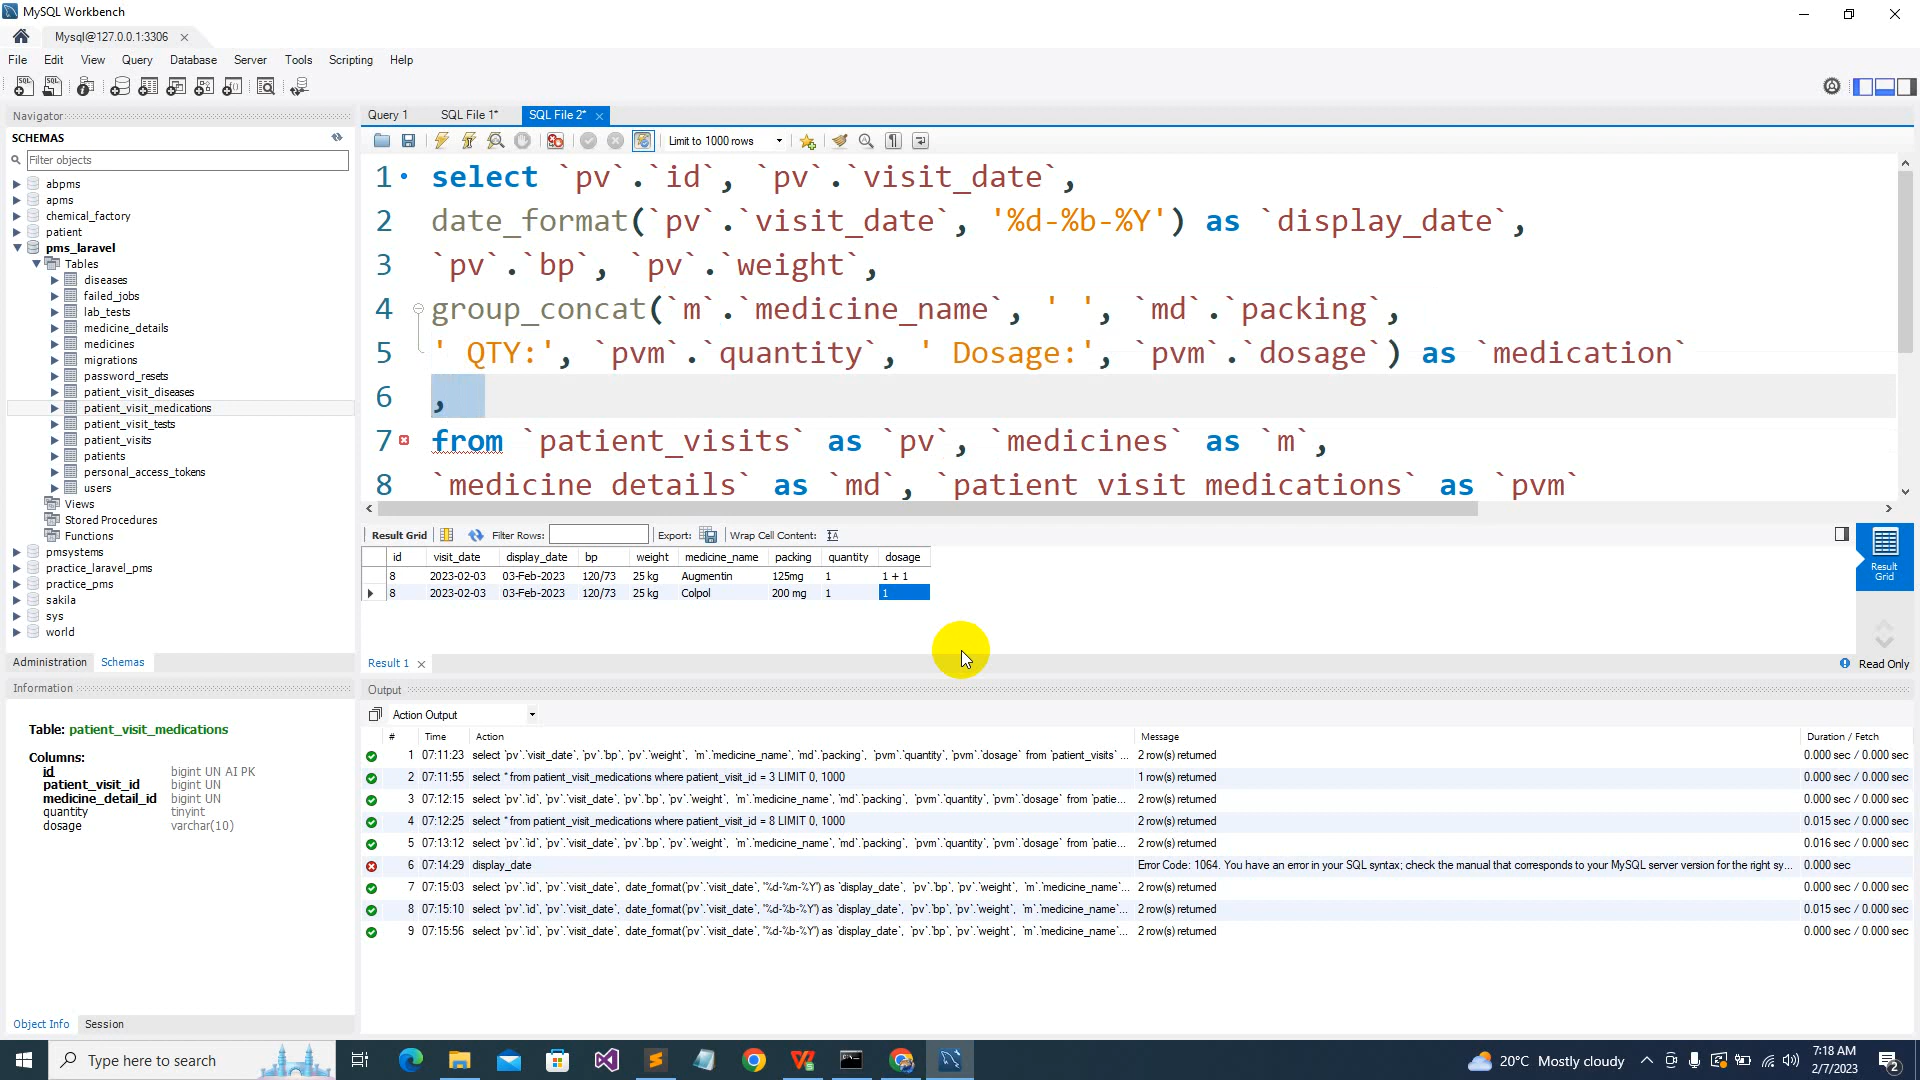 MySQL Workbench
Mysql@127.0.0.1:3306
File Edit View Query Database Server Tools Scripting Help
Navigator
SCHEMAS
Filter objects
abpms
apms
chemical_factory
patient
pms_laravel
Tables
diseases
failed_jobs
lab_tests
medicine_details
medicines
migrations
password_resets
patient_visit_diseases
patient_visit_medications
patient_visit_tests
patient_visits
patients
personal_access_tokens
users
Views
Stored Procedures
Functions
pmsystems
practice_laravel_pms
practice_pms
sakila
sys
world
Administration Schemas
Information
Table: patient_visit_medications
Columns:
id bigint UN AI PK
patient_visit_id bigint UN
medicine_detail_id bigint UN
quantity tinyint
dosage varchar(10)
Object Info Session
Query 1 SQL File 1* SQL File 2*
Limit to 1000 rows
1 select `pv`.`id`, `pv`.`visit_date`,
2 date_format(`pv`.`visit_date`, '%d-%b-%Y') as `display_date`,
3 `pv`.`bp`, `pv`.`weight`,
4 group_concat(`m`.`medicine_name`, ' ', `md`.`packing`,
5 ' QTY:', `pvm`.`quantity`, ' Dosage:', `pvm`.`dosage`) as `medication`
6 ,
7 from `patient_visits` as `pv`, `medicines` as `m`,
8 `medicine_details` as `md`, `patient_visit_medications` as `pvm`
Result Grid Filter Rows: Export: Wrap Cell Content:
id visit_date display_date bp weight medicine_name packing quantity dosage
8 2023-02-03 03-Feb-2023 120/73 25 kg Augmentin 125mg 1 1 + 1
8 2023-02-03 03-Feb-2023 120/73 25 kg Colpol 200 mg 1 1
Result Grid
Result 1
Read Only
Output
Action Output
# Time Action Message Duration / Fetch
1 07:11:23 select `pv`.`visit_date`, `pv`.`bp`, `pv`.`weight`, `m`.`medicine_name`, `md`.`packing`, `pvm`.`quantity`, `pvm`.`dosage` from `patient_visits` ... 2 row(s) returned 0.000 sec / 0.000 sec
2 07:11:55 select * from patient_visit_medications where patient_visit_id = 3 LIMIT 0, 1000 1 row(s) returned 0.000 sec / 0.000 sec
3 07:12:15 select `pv`.`id`, `pv`.`visit_date`, `pv`.`bp`, `pv`.`weight`, `m`.`medicine_name`, `md`.`packing`, `pvm`.`quantity`, `pvm`.`dosage` from `patie... 2 row(s) returned 0.000 sec / 0.000 sec
4 07:12:25 select * from patient_visit_medications where patient_visit_id = 8 LIMIT 0, 1000 2 row(s) returned 0.015 sec / 0.000 sec
5 07:13:12 select `pv`.`id`, `pv`.`visit_date`, `pv`.`bp`, `pv`.`weight`, `m`.`medicine_name`, `md`.`packing`, `pvm`.`quantity`, `pvm`.`dosage` from `patie... 2 row(s) returned 0.016 sec / 0.000 sec
6 07:14:29 display_date Error Code: 1064. You have an error in your SQL syntax; check the manual that corresponds to your MySQL server version for the right sy... 0.000 sec
7 07:15:03 select `pv`.`id`, `pv`.`visit_date`, date_format(`pv`.`visit_date`, '%d-%m-%Y') as `display_date`, `pv`.`bp`, `pv`.`weight`, `m`.`medicine_name`... 2 row(s) returned 0.000 sec / 0.000 sec
8 07:15:10 select `pv`.`id`, `pv`.`visit_date`, date_format(`pv`.`visit_date`, '%d-%b-%Y') as `display_date`, `pv`.`bp`, `pv`.`weight`, `m`.`medicine_name`... 2 row(s) returned 0.015 sec / 0.000 sec
9 07:15:56 select `pv`.`id`, `pv`.`visit_date`, date_format(`pv`.`visit_date`, '%d-%b-%Y') as `display_date`, `pv`.`bp`, `pv`.`weight`, `m`.`medicine_name`... 2 row(s) returned 0.000 sec / 0.000 sec
Type here to search
20°C Mostly cloudy
7:18 AM
2/7/2023
2